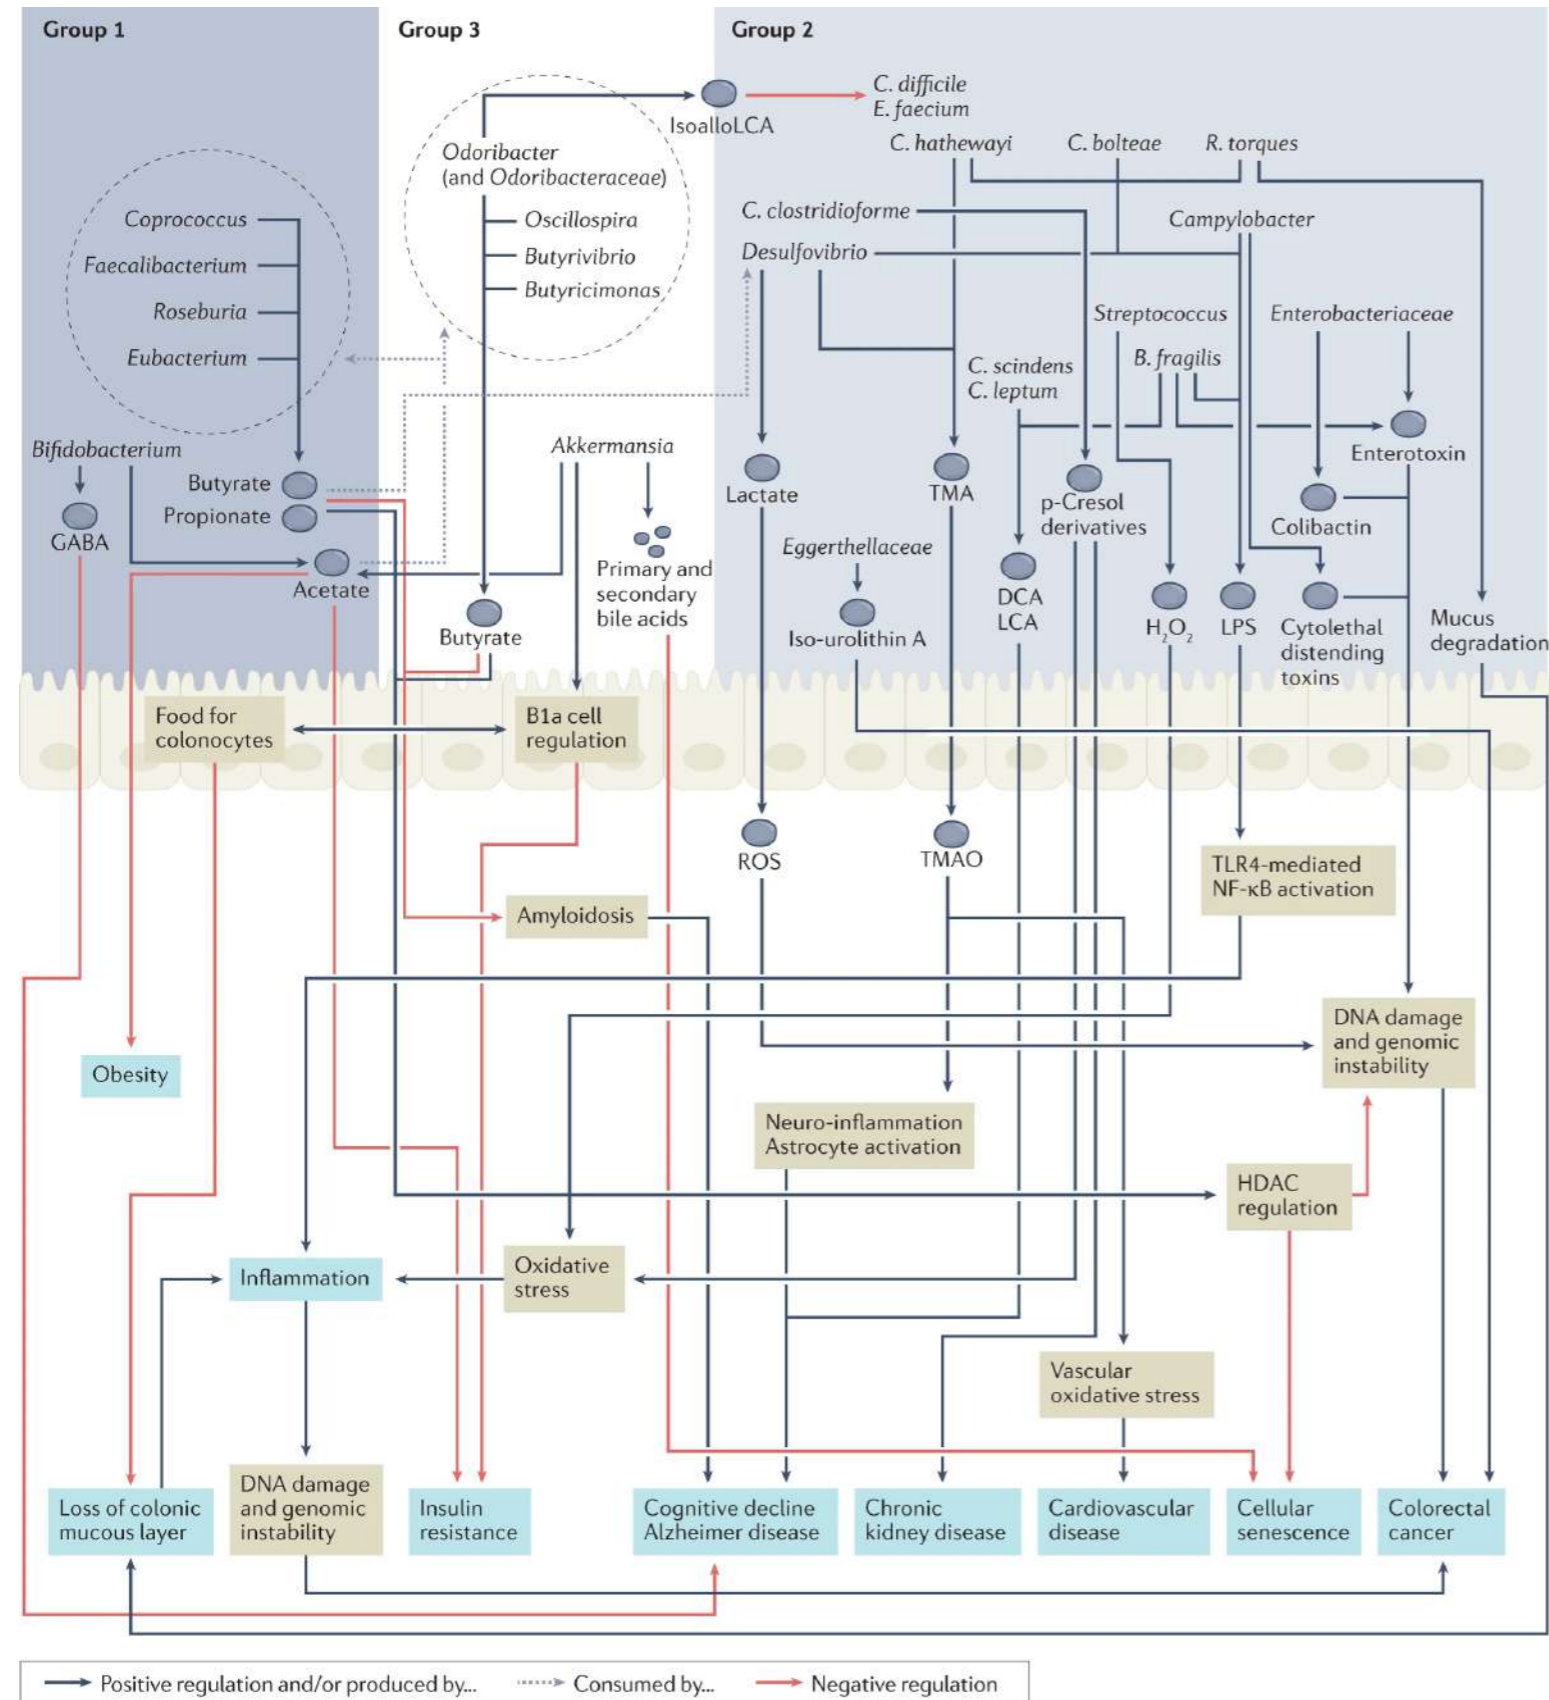 Group 1
Group 3
Group 2
IsoalloLCA
C. difficile
E. faecium
C. hathewayi
C. bolteae
R. torques
Odoribacter
(and Odoribacteraceae)
Oscillospira
Butyrivibrio
Butyricimonas
Coprococcus
Faecalibacterium
Roseburia
Eubacterium
C. clostridioforme
Desulfovibrio
Campylobacter
Streptococcus
Enterobacteriaceae
B. fragilis
C. scindens
C. leptum
Bifidobacterium
Akkermansia
Butyrate
Propionate
GABA
Acetate
Butyrate
Primary and
secondary
bile acids
Lactate
TMA
p-Cresol
derivatives
Enterotoxin
Colibactin
Eggerthellaceae
Iso-urolithin A
DCA
LCA
H2O2
LPS
Cytolethal
distending
toxins
Mucus
degradation
Food for
colonocytes
B1a cell
regulation
ROS
TMAO
TLR4-mediated
NF-κB activation
Amyloidosis
DNA damage
and genomic
instability
Obesity
Neuro-inflammation
Astrocyte activation
HDAC
regulation
Inflammation
Oxidative
stress
Vascular
oxidative stress
Loss of colonic
mucous layer
DNA damage
and genomic
instability
Insulin
resistance
Cognitive decline
Alzheimer disease
Chronic
kidney disease
Cardiovascular
disease
Cellular
senescence
Colorectal
cancer
Positive regulation and/or produced by...
Consumed by...
Negative regulation